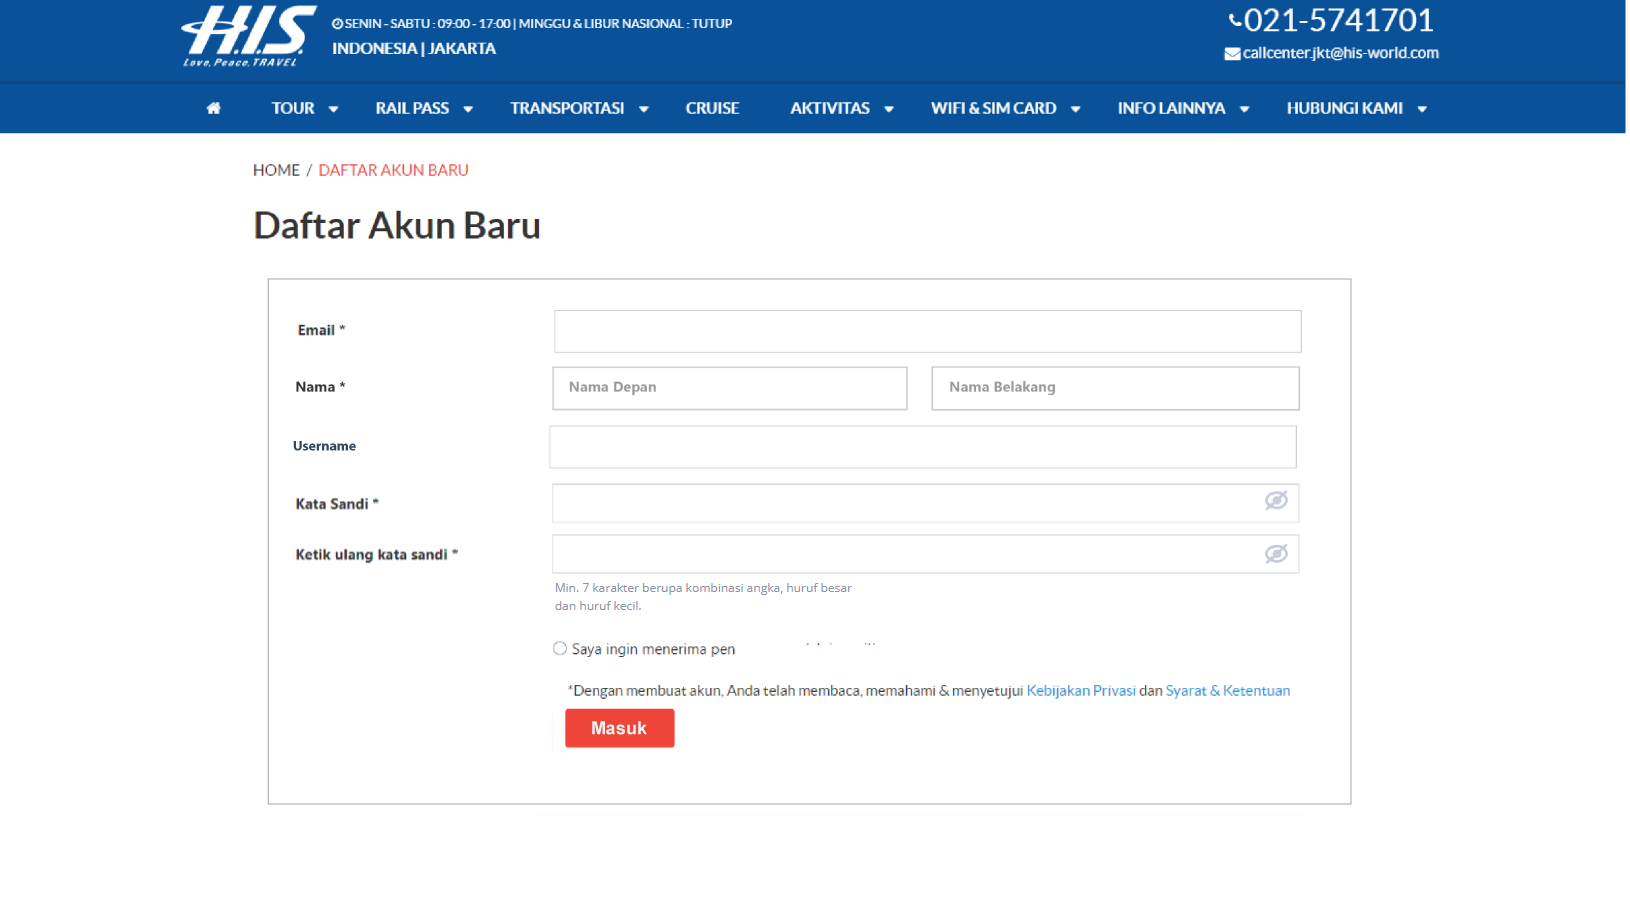 H.I.S.
Love, Peace, TRAVEL
SENIN - SABTU : 09:00 - 17:00 | MINGGU & LIBUR NASIONAL : TUTUP
INDONESIA | JAKARTA
021-5741701
callcenter.jkt@his-world.com
TOUR RAIL PASS TRANSPORTASI CRUISE AKTIVITAS WIFI & SIM CARD INFO LAINNYA HUBUNGI KAMI
HOME / DAFTAR AKUN BARU
Daftar Akun Baru
Email *
Nama * Nama Depan Nama Belakang
Username
Kata Sandi *
Ketik ulang kata sandi *
Min. 7 karakter berupa kombinasi angka, huruf besar
dan huruf kecil.
Saya ingin menerima pen
*Dengan membuat akun, Anda telah membaca, memahami & menyetujui Kebijakan Privasi dan Syarat & Ketentuan
Masuk